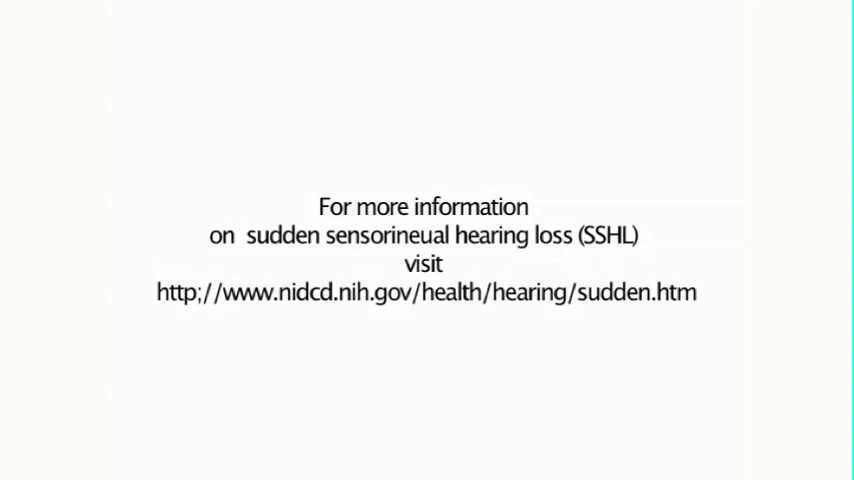 For more information
on sudden sensorineual hearing loss (SSHL)
visit
http;//www.nidcd.nih.gov/health/hearing/sudden.htm